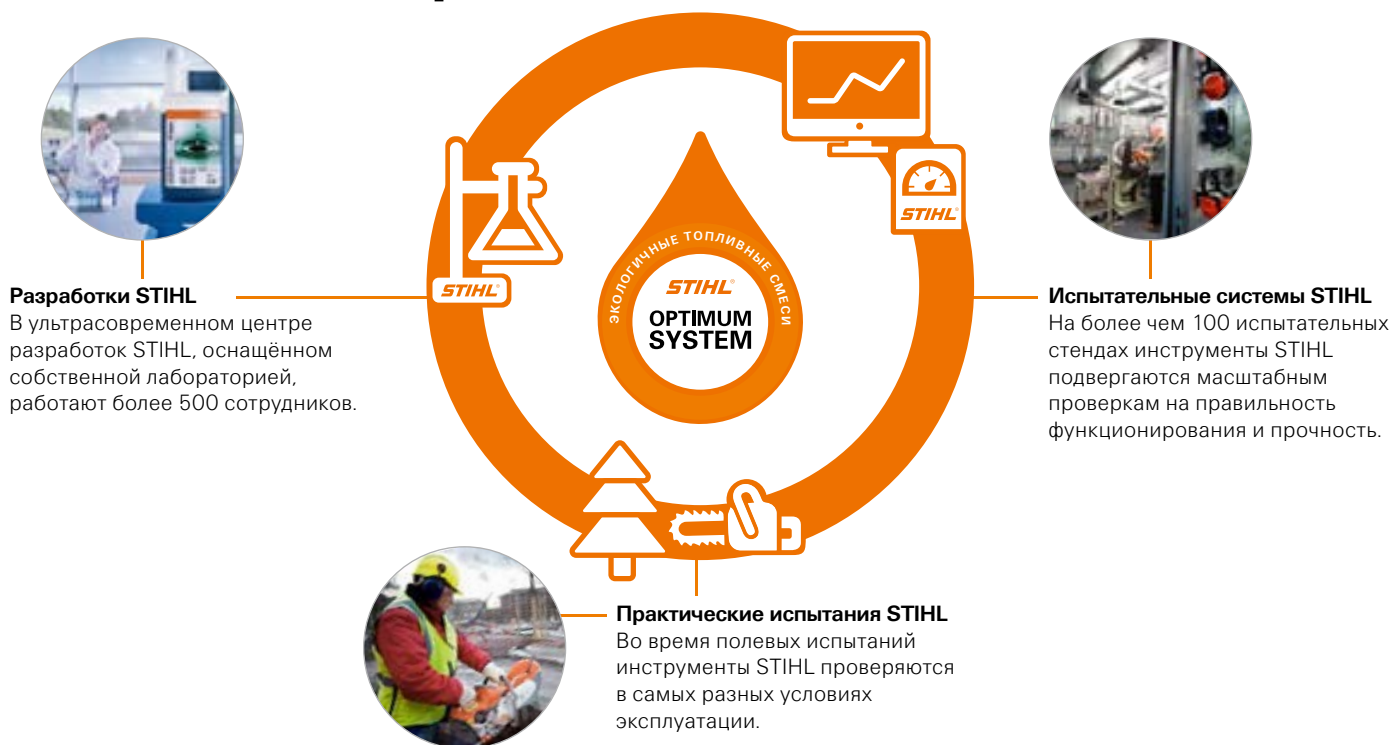 STIHL
ЭКОЛОГИЧНЫЕ ТОПЛИВНЫЕ СМЕСИ
STIHL
OPTIMUM
SYSTEM
STIHL
Разработки STIHL
В ультрасовременном центре
разработок STIHL, оснащённом
собственной лабораторией,
работают более 500 сотрудников.
Испытательные системы STIHL
На более чем 100 испытательных
стендах инструменты STIHL
подвергаются масштабным
проверкам на правильность
функционирования и прочность.
Практические испытания STIHL
Во время полевых испытаний
инструменты STIHL проверяются
в самых разных условиях
эксплуатации.